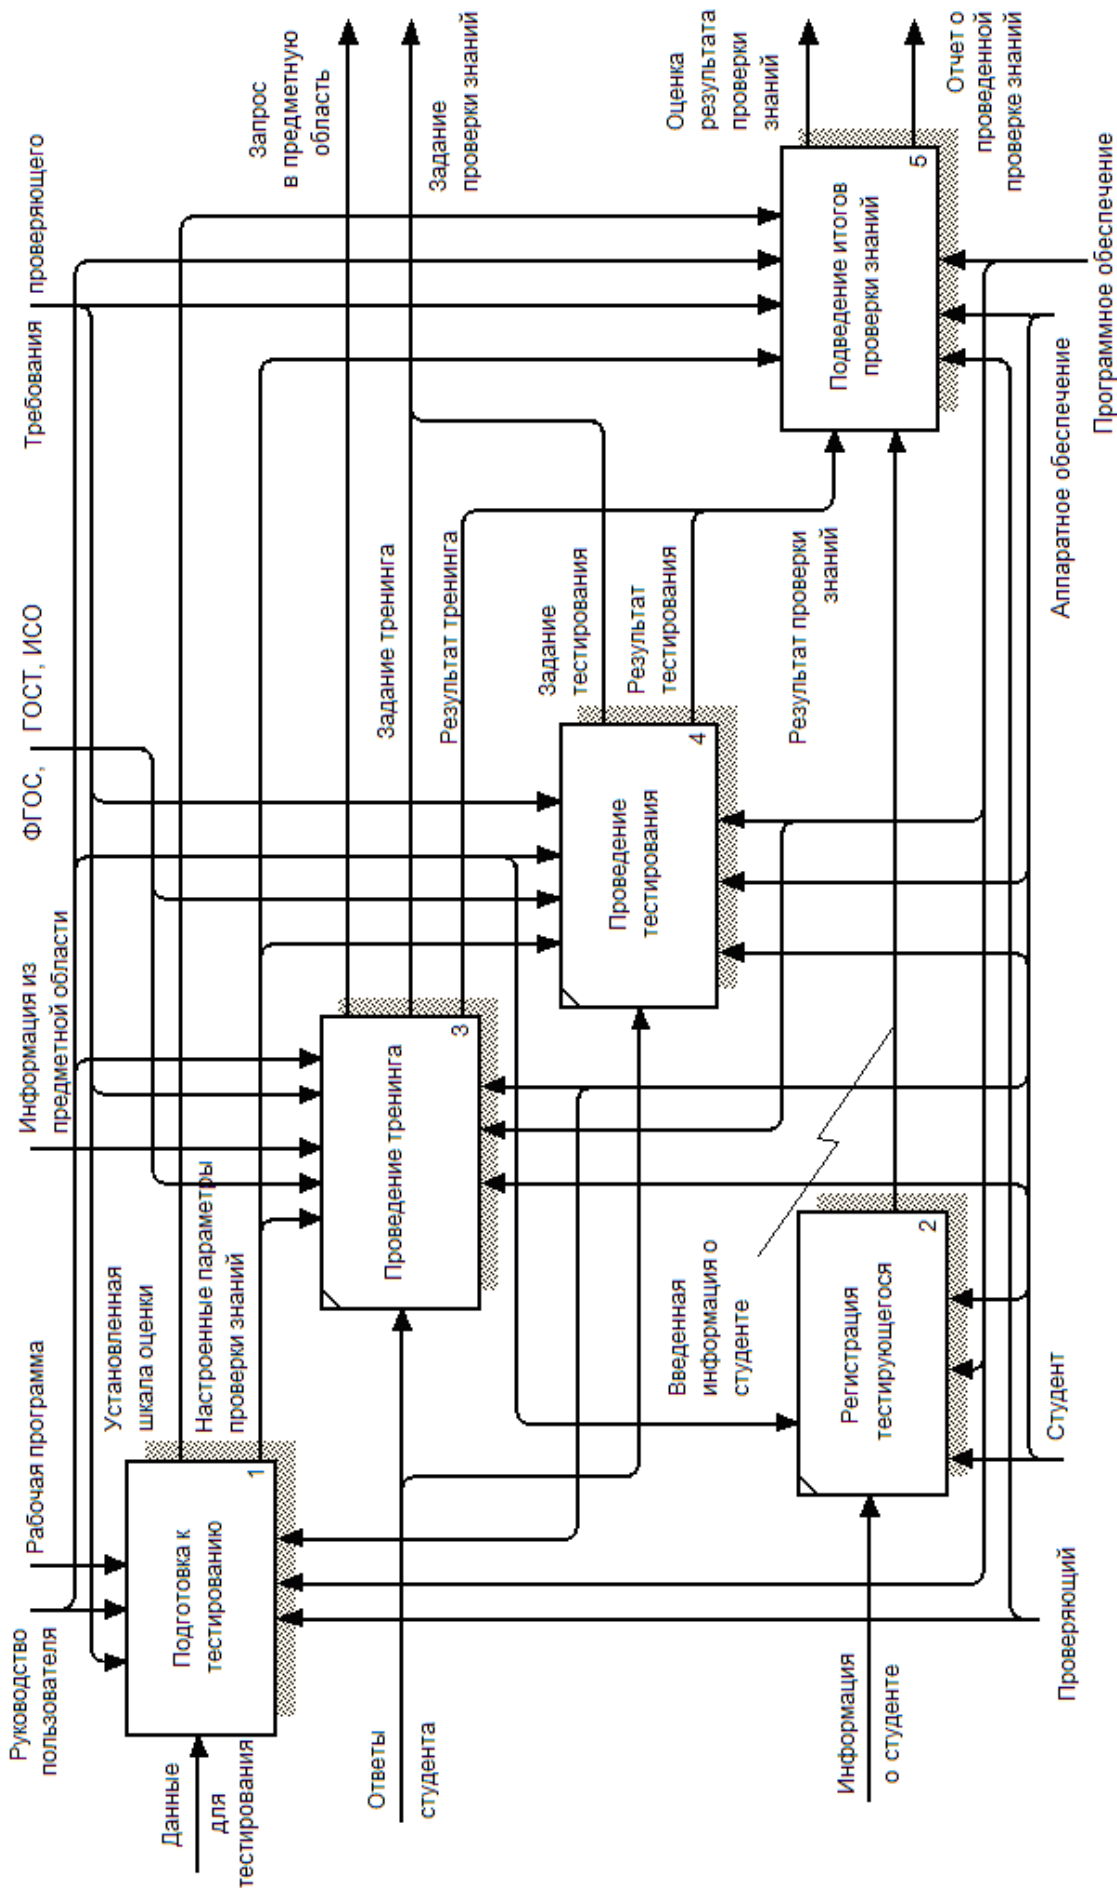 Руководство
пользователя
Рабочая программа
Информация из
предметной области
ФГОС, ГОСТ, ИСО
Требования проверяющего
Данные
для
тестирования
Подготовка к
тестированию
1
Установленная
шкала оценки
Настроенные параметры
проверки знаний
Ответы
студента
Проведение тренинга
3
Запрос
в предметную
область
Задание тренинга
Задание
проверки знаний
Результат тренинга
Проведение
тестирования
4
Задание
тестирования
Результат
тестирования
Информация
о студенте
Регистрация
тестирующегося
2
Введенная
информация о
студенте
Результат проверки
знаний
Подведение итогов
проверки знаний
5
Оценка
результата
проверки
знаний
Отчет о
проведенной
проверке знаний
Проверяющий
Студент
Аппаратное обеспечение
Программное обеспечение